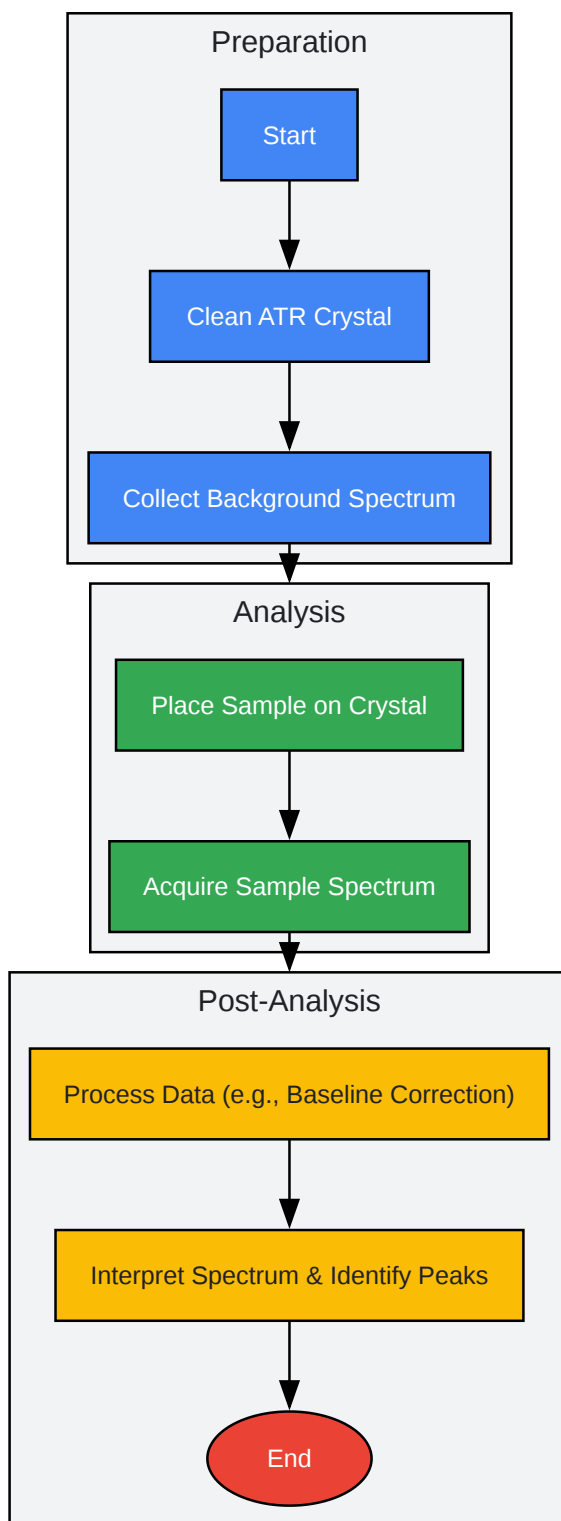 Preparation
Start
Clean ATR Crystal
Collect Background Spectrum
Analysis
Place Sample on Crystal
Acquire Sample Spectrum
Post-Analysis
Process Data (e.g., Baseline Correction)
Interpret Spectrum & Identify Peaks
End